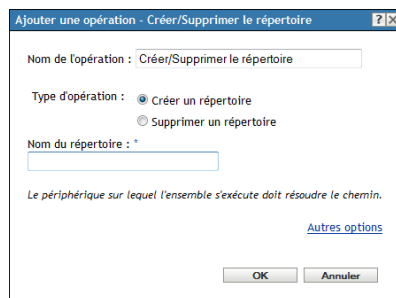 Ajouter une opération - Créer/Supprimer le répertoire ? X
Nom de l'opération : Créer/Supprimer le répertoire
Type d'opération : Créer un répertoire
Supprimer un répertoire
Nom du répertoire : *
Le périphérique sur lequel l'ensemble s'exécute doit résoudre le chemin.
Autres options
OK Annuler